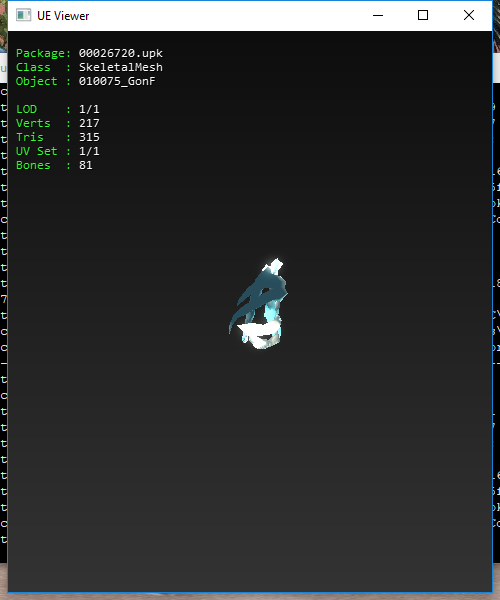 UE Viewer
Package: 00026720.upk
Class : SkeletalMesh
Object : 010075_GonF
LOD : 1/1
Verts : 217
Tris : 315
UV Set : 1/1
Bones : 81